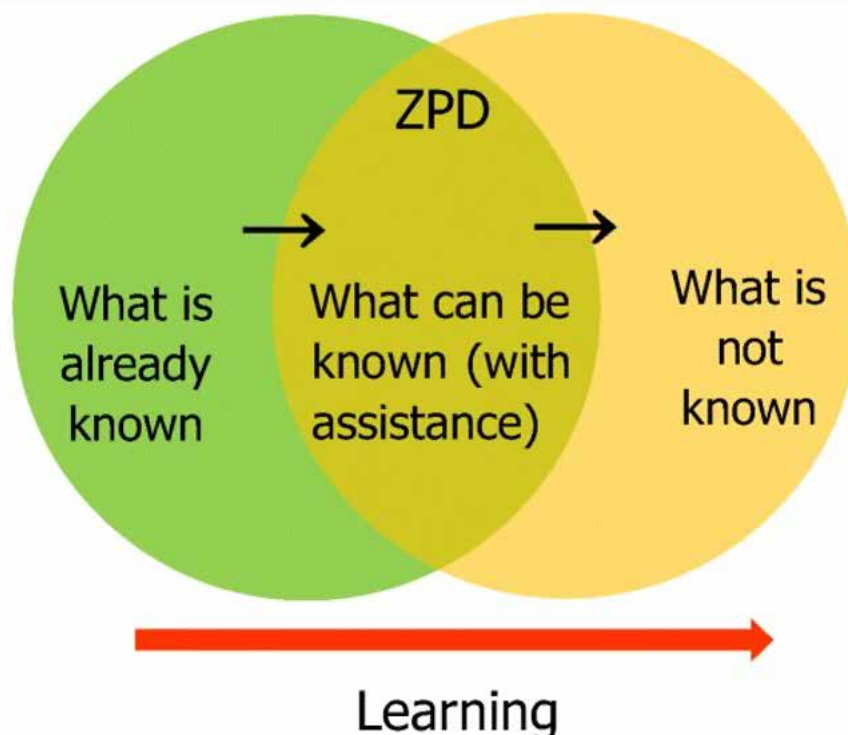 ZPD
What is
already
known
What can be
known (with
assistance)
What is
not
known
Learning